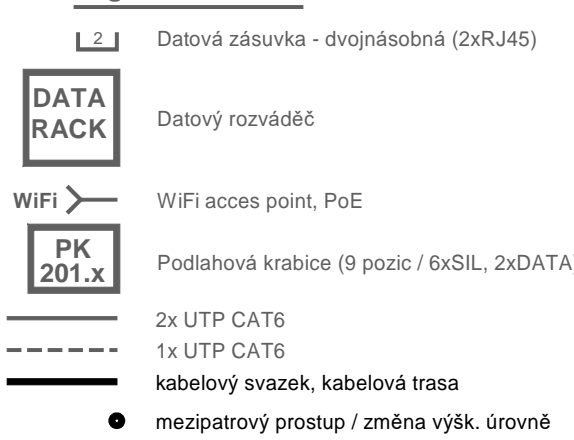 2 Datová zásuvka - dvojnásobná (2xRJ45)
DATA
RACK Datový rozváděč
WiFi WiFi acces point, PoE
PK
201.x Podlahová krabice (9 pozic / 6xSIL, 2xDATA)
2x UTP CAT6
1x UTP CAT6
kabelový svazek, kabelová trasa
mezipatrový prostup / změna výšk. úrovně